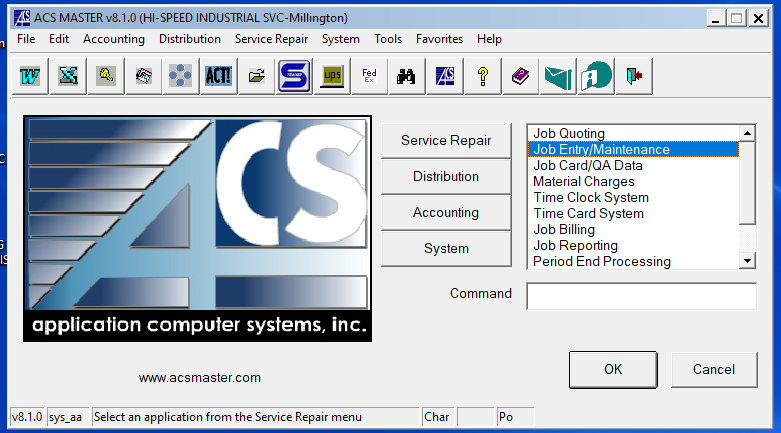 ACS MASTER v8.1.0 (HI-SPEED INDUSTRIAL SVC-Millington)
File Edit Accounting Distribution Service Repair System Tools Favorites Help
W X ACT! S TRACKER ups Fed Ex AS ? a
ACS
application computer systems, inc.
www.acsmaster.com
Service Repair
Distribution
Accounting
System
Job Quoting
Job Entry/Maintenance
Job Card/QA Data
Material Charges
Time Clock System
Time Card System
Job Billing
Job Reporting
Period End Processing
Command
OK Cancel
v8.1.0 sys_aa Select an application from the Service Repair menu Char Po